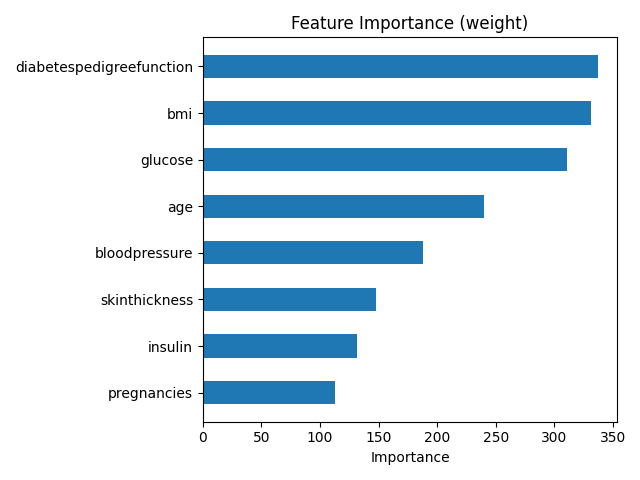 Feature Importance (weight)
diabetespedigreefunction
bmi
glucose
age
bloodpressure
skinthickness
insulin
pregnancies
0 50 100 150 200 250 300 350
Importance